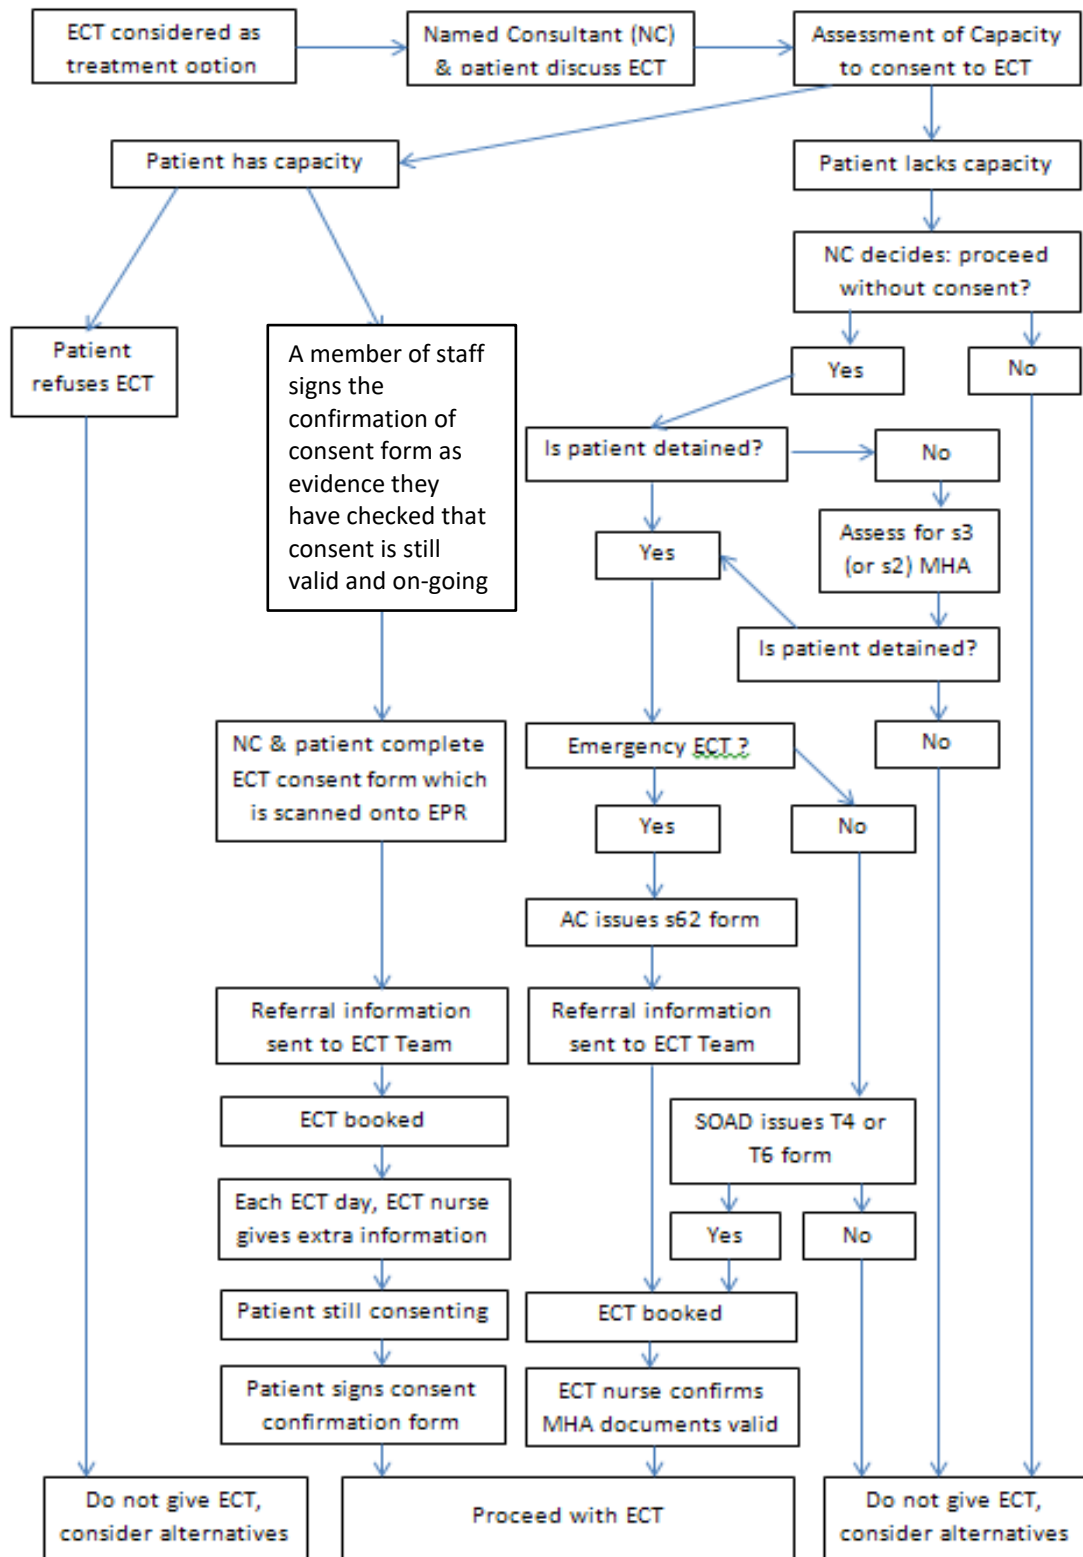 ECT considered as
treatment option
Named Consultant (NC)
& patient discuss ECT
Assessment of Capacity
to consent to ECT
Patient has capacity
Patient lacks capacity
NC decides: proceed
without consent?
Patient
refuses ECT
A member of staff
signs the
confirmation of
consent form as
evidence they
have checked that
consent is still
valid and on-going
Yes
No
Is patient detained?
No
Yes
Assess for s3
(or s2) MHA
Is patient detained?
NC & patient complete
ECT consent form which
is scanned onto EPR
Emergency ECT ?
No
Yes
No
AC issues s62 form
Referral information
sent to ECT Team
Referral information
sent to ECT Team
ECT booked
SOAD issues T4 or
T6 form
Each ECT day, ECT nurse
gives extra information
Yes
No
Patient still consenting
ECT booked
Patient signs consent
confirmation form
ECT nurse confirms
MHA documents valid
Do not give ECT,
consider alternatives
Proceed with ECT
Do not give ECT,
consider alternatives